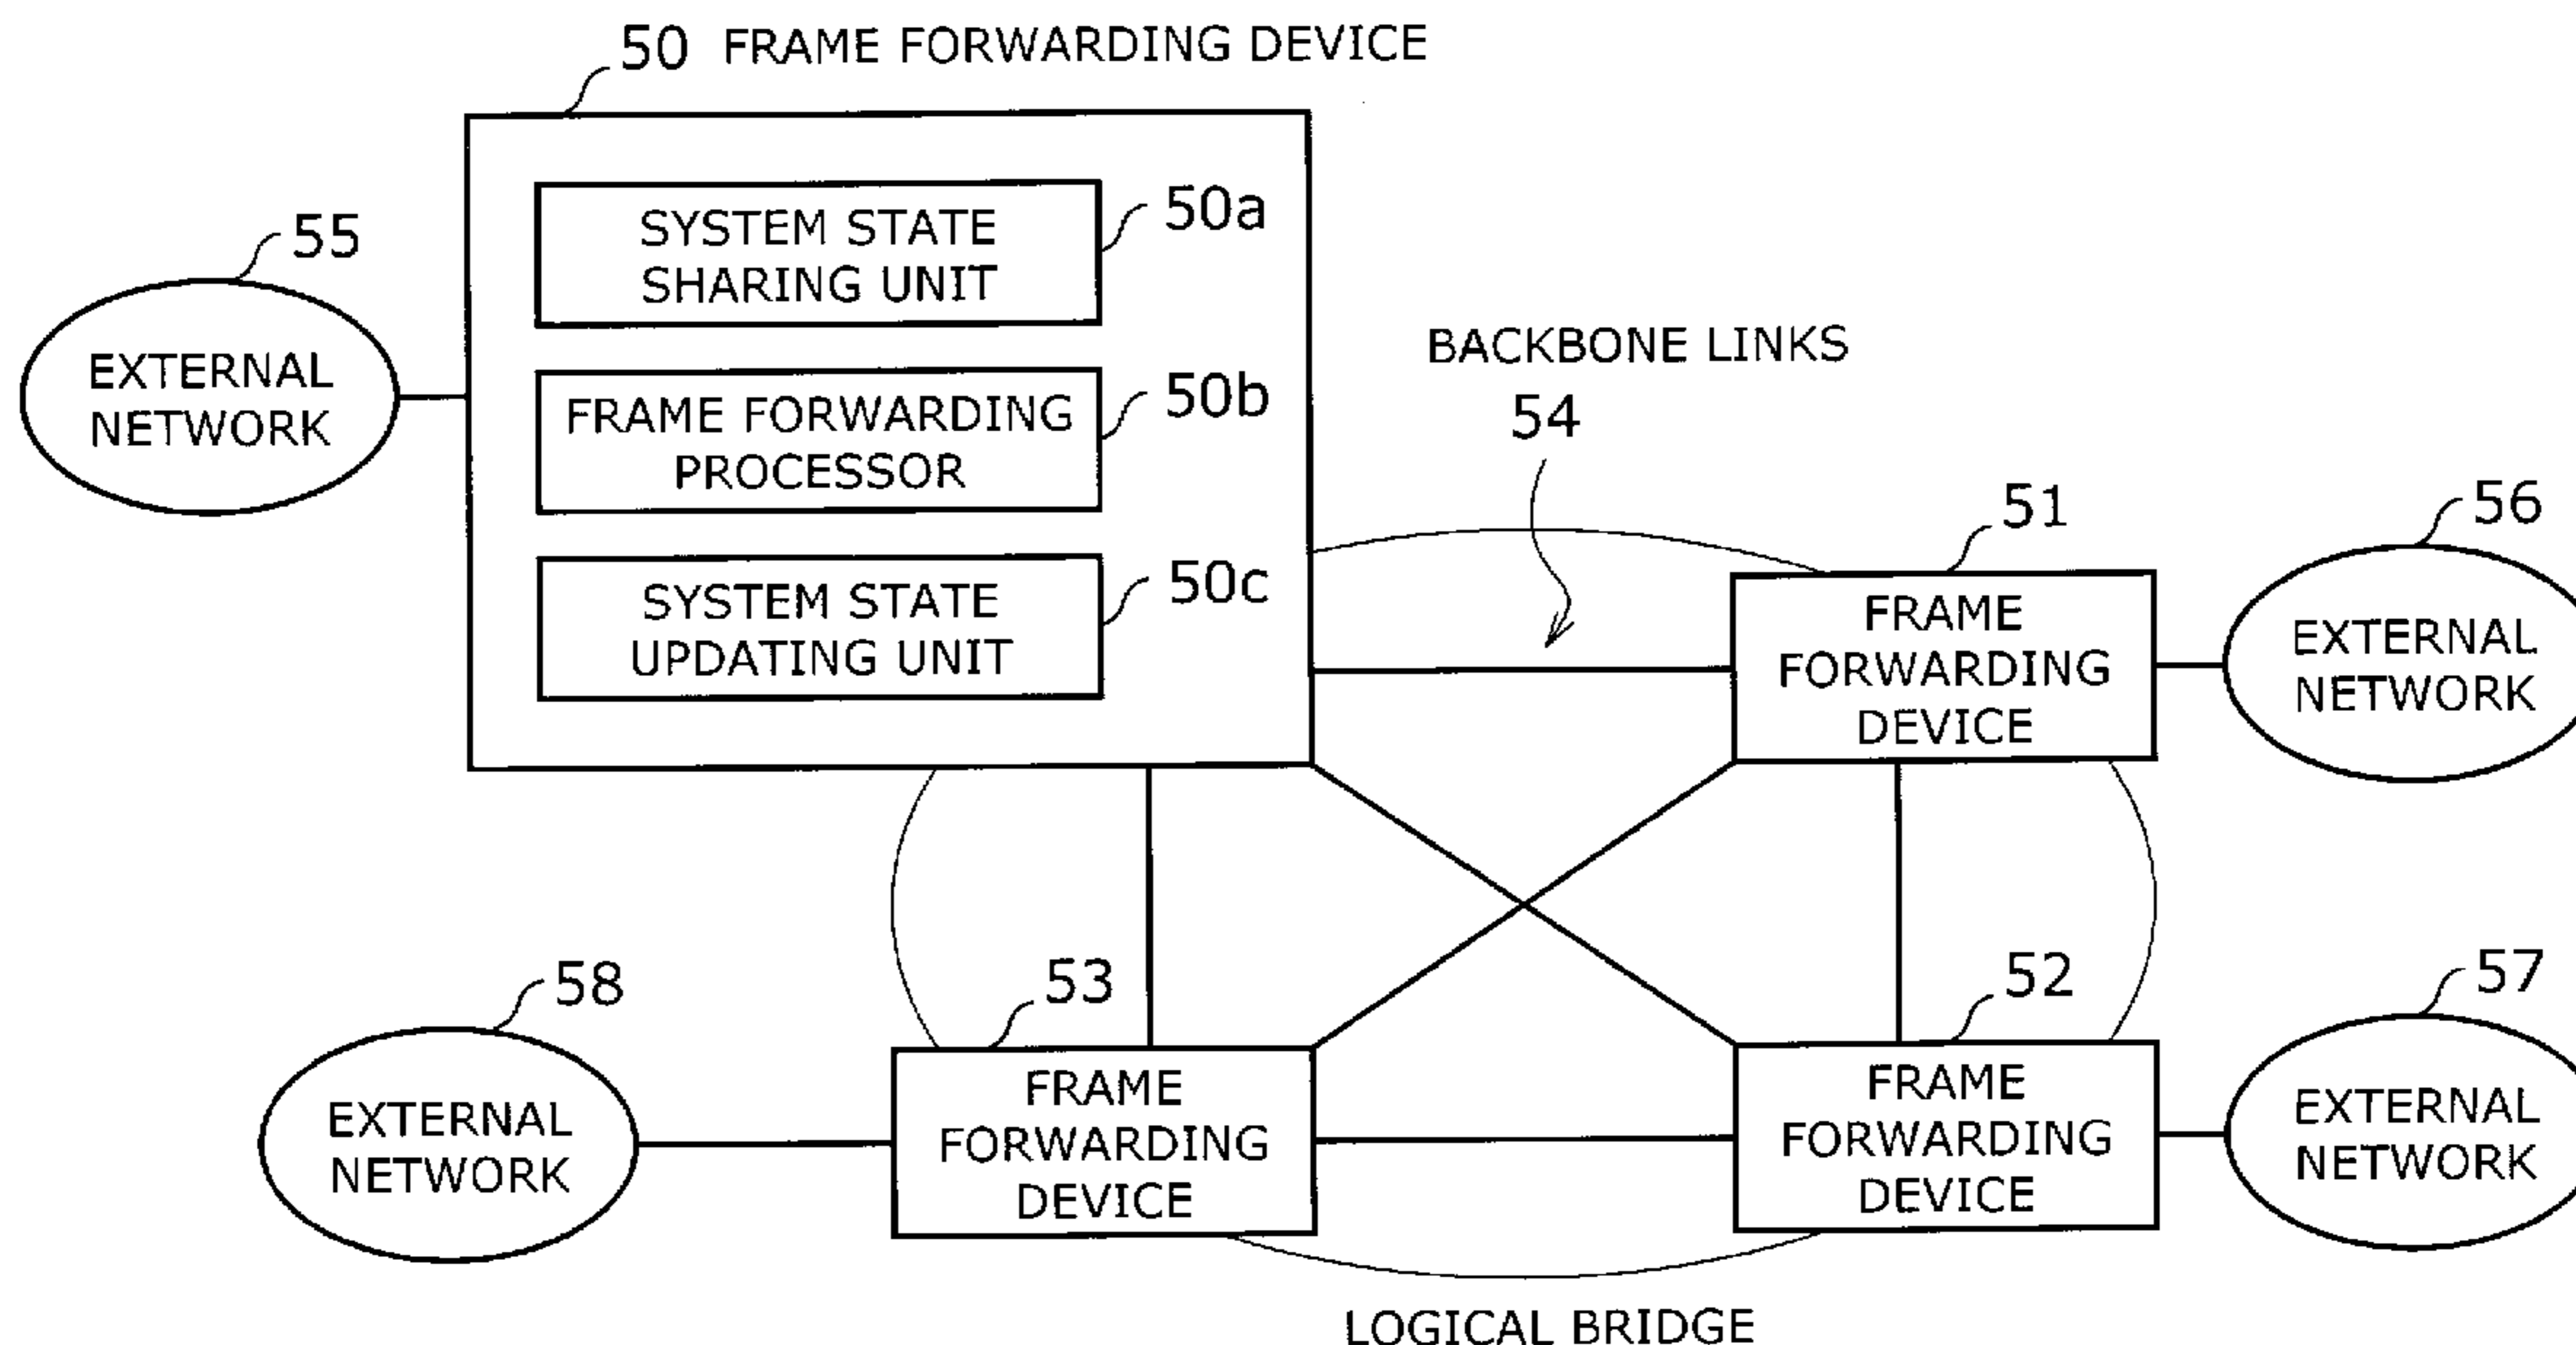 50 FRAME FORWARDING DEVICE
SYSTEM STATE
SHARING UNIT
50a
55
EXTERNAL
NETWORK
FRAME FORWARDING
PROCESSOR
50b
SYSTEM STATE
UPDATING UNIT
50c
BACKBONE LINKS
54
51
FRAME
FORWARDING
DEVICE
56
EXTERNAL
NETWORK
58
EXTERNAL
NETWORK
53
FRAME
FORWARDING
DEVICE
52
FRAME
FORWARDING
DEVICE
57
EXTERNAL
NETWORK
LOGICAL BRIDGE